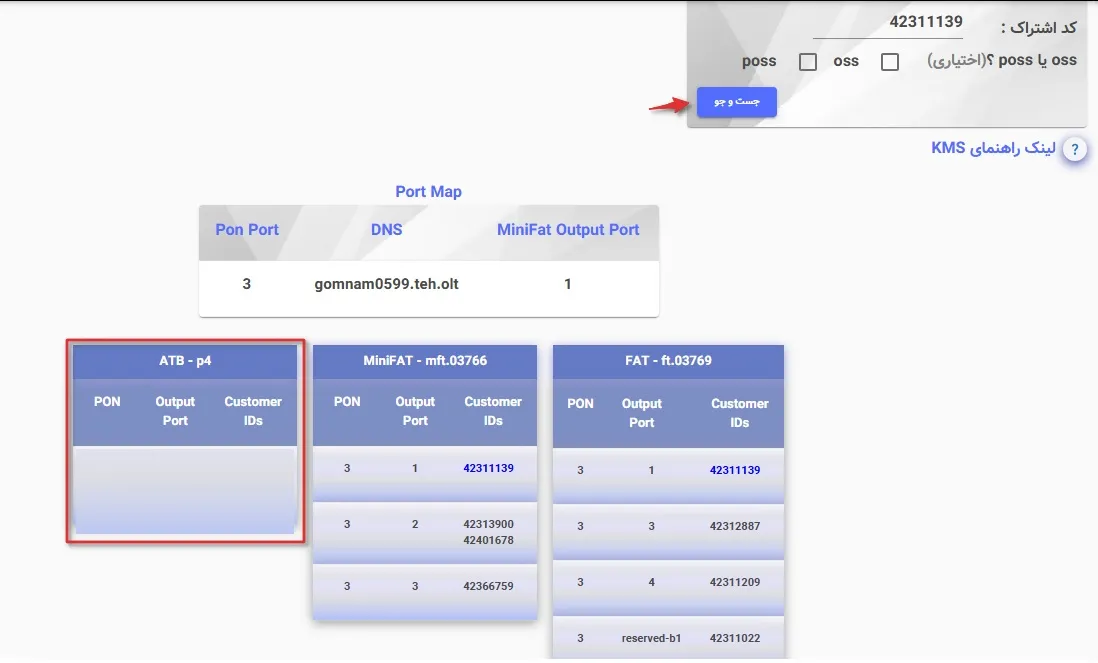 کد اشتراک : 42311139
oss یا poss ؟(اختیاری) oss poss
جست و جو
لینک راهنمای KMS ?
Port Map
Pon Port DNS MiniFat Output Port
3 gomnam0599.teh.olt 1
ATB - p4
PON Output Port Customer IDs
MiniFAT - mft.03766
PON Output Port Customer IDs
3 1 42311139
3 2 42313900
42401678
3 3 42366759
FAT - ft.03769
PON Output Port Customer IDs
3 1 42311139
3 3 42312887
3 4 42311209
3 reserved-b1 42311022